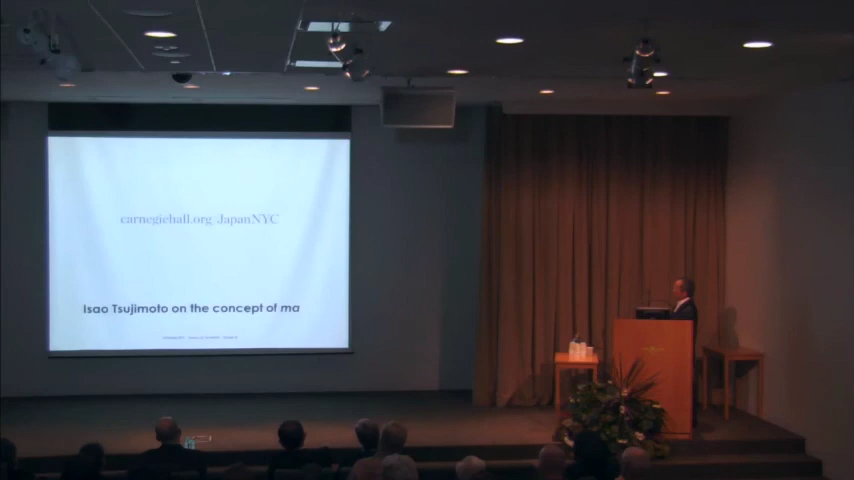 carnegiehall.org/JapanNYC
Isao Tsujimoto on the concept of ma